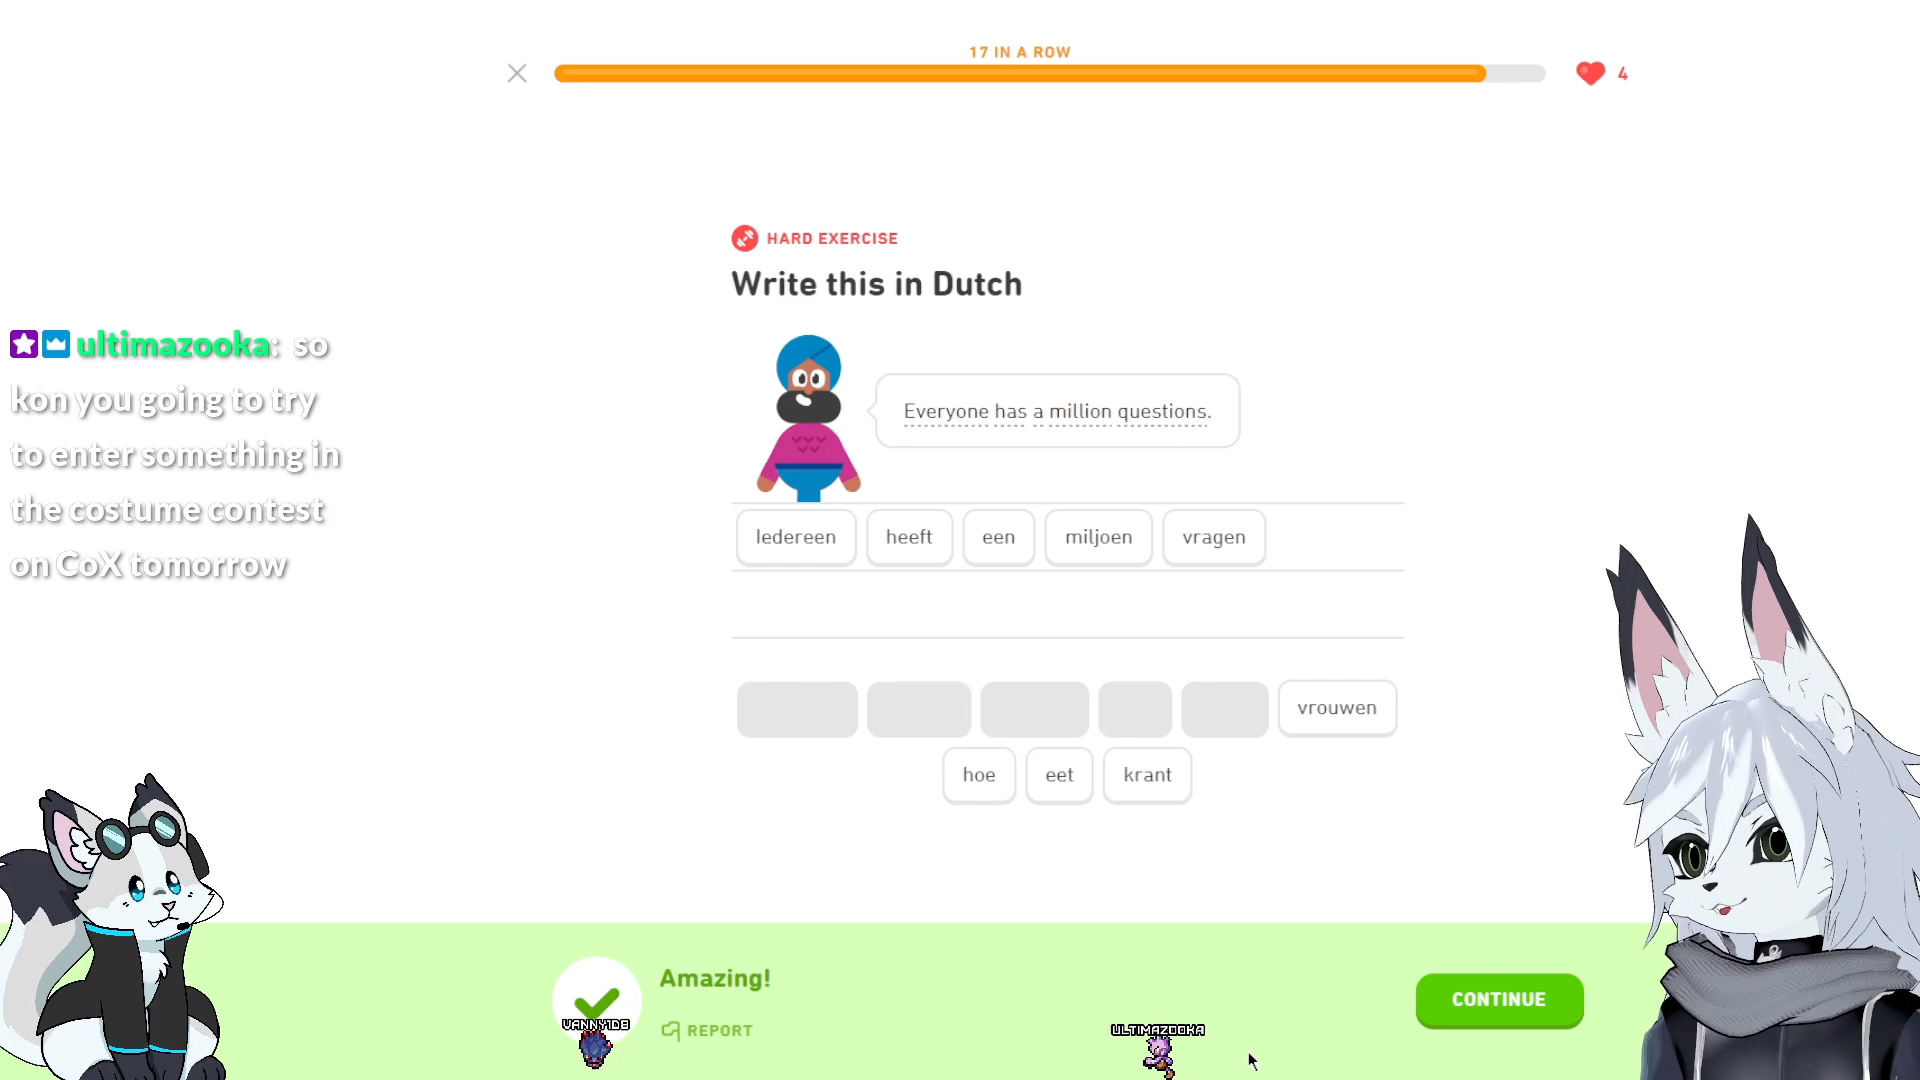 17 IN A ROW
4
HARD EXERCISE
Write this in Dutch
ultimazooka: so
kon you going to try
to enter something in
the costume contest
on CoX tomorrow
Everyone has a million questions.
Iedereen heeft een miljoen vragen
vrouwen
hoe eet krant
Amazing!
CONTINUE
VANNY1D8
REPORT
ULTIMAZOOKA